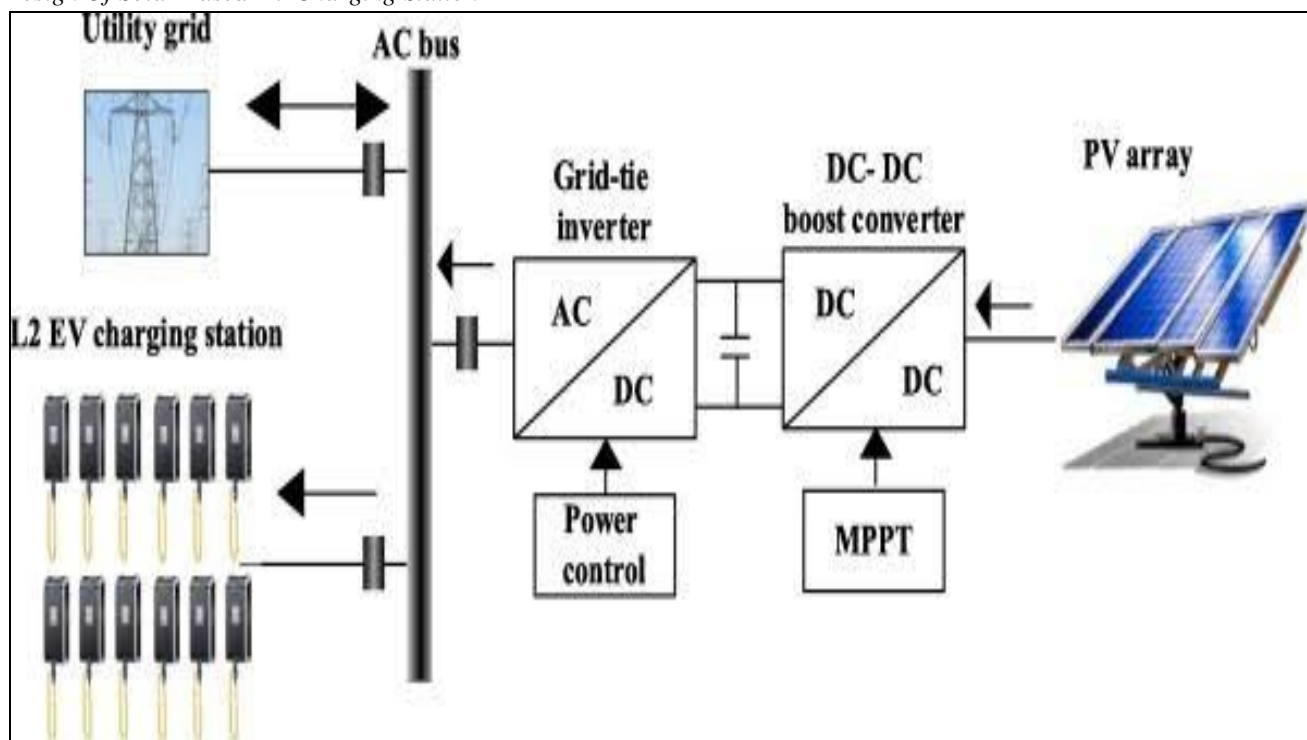 Utility grid
AC bus
Grid-tie
inverter
DC- DC
boost converter
PV array
AC
DC
DC
DC
L2 EV charging station
Power
control
MPPT